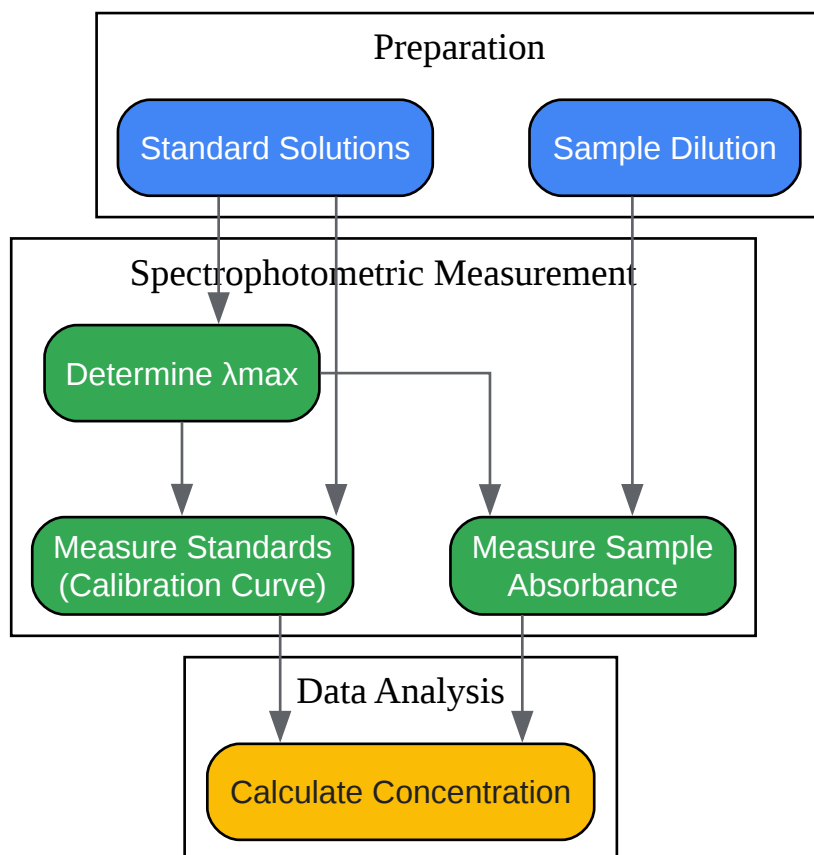 Preparation
Standard Solutions
Sample Dilution
Spectrophotometric Measurement
Determine λmax
Measure Standards
(Calibration Curve)
Measure Sample
Absorbance
Data Analysis
Calculate Concentration